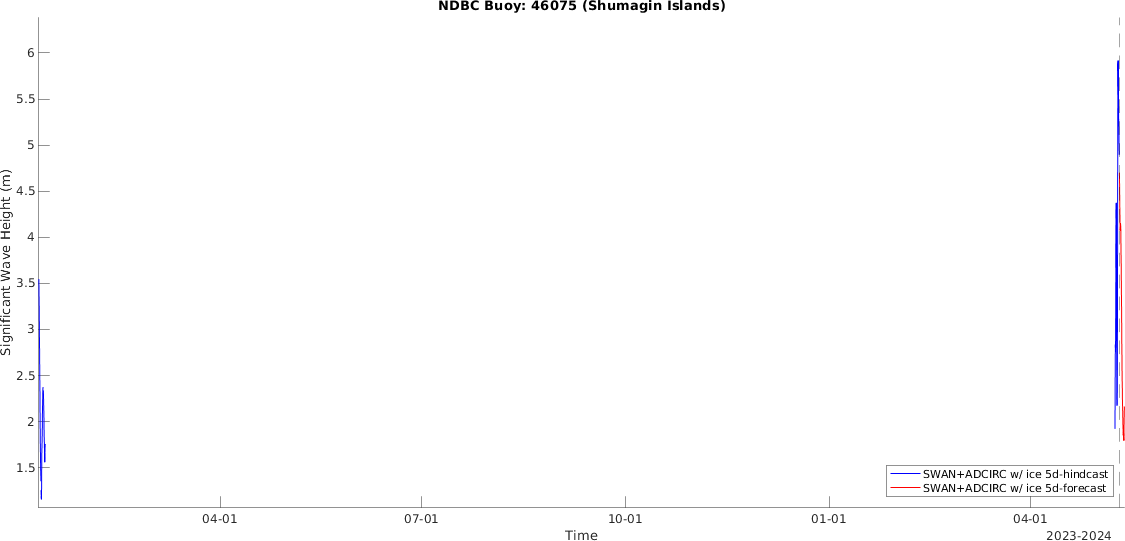 NDBC Buoy: 46075 (Shumagin Islands)
6
5.5
5
4.5
4
3.5
3
2.5
2
1.5
Significant Wave Height (m)
SWAN+ADCIRC w/ ice 5d-hindcast
SWAN+ADCIRC w/ ice 5d-forecast
04-01 07-01 10-01 01-01 04-01
Time
2023-2024